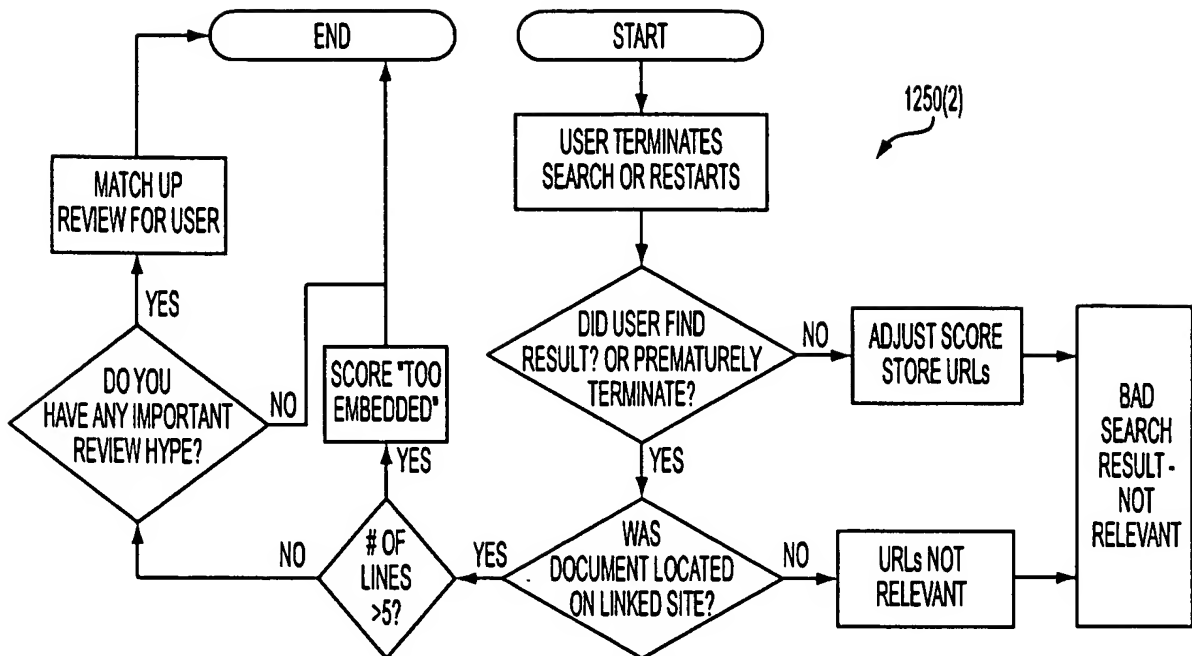 END
START
1250(2)
USER TERMINATES
SEARCH OR RESTARTS
MATCH UP
REVIEW FOR USER
YES
DID USER FIND
RESULT? OR PREMATURELY
TERMINATE?
NO
ADJUST SCORE
STORE URLs
SCORE "TOO
EMBEDDED"
DO YOU
HAVE ANY IMPORTANT
REVIEW HYPE?
NO
BAD
SEARCH
RESULT -
NOT
RELEVANT
YES
YES
NO
# OF
LINES
>5?
YES
WAS
DOCUMENT LOCATED
ON LINKED SITE?
NO
URLs NOT
RELEVANT